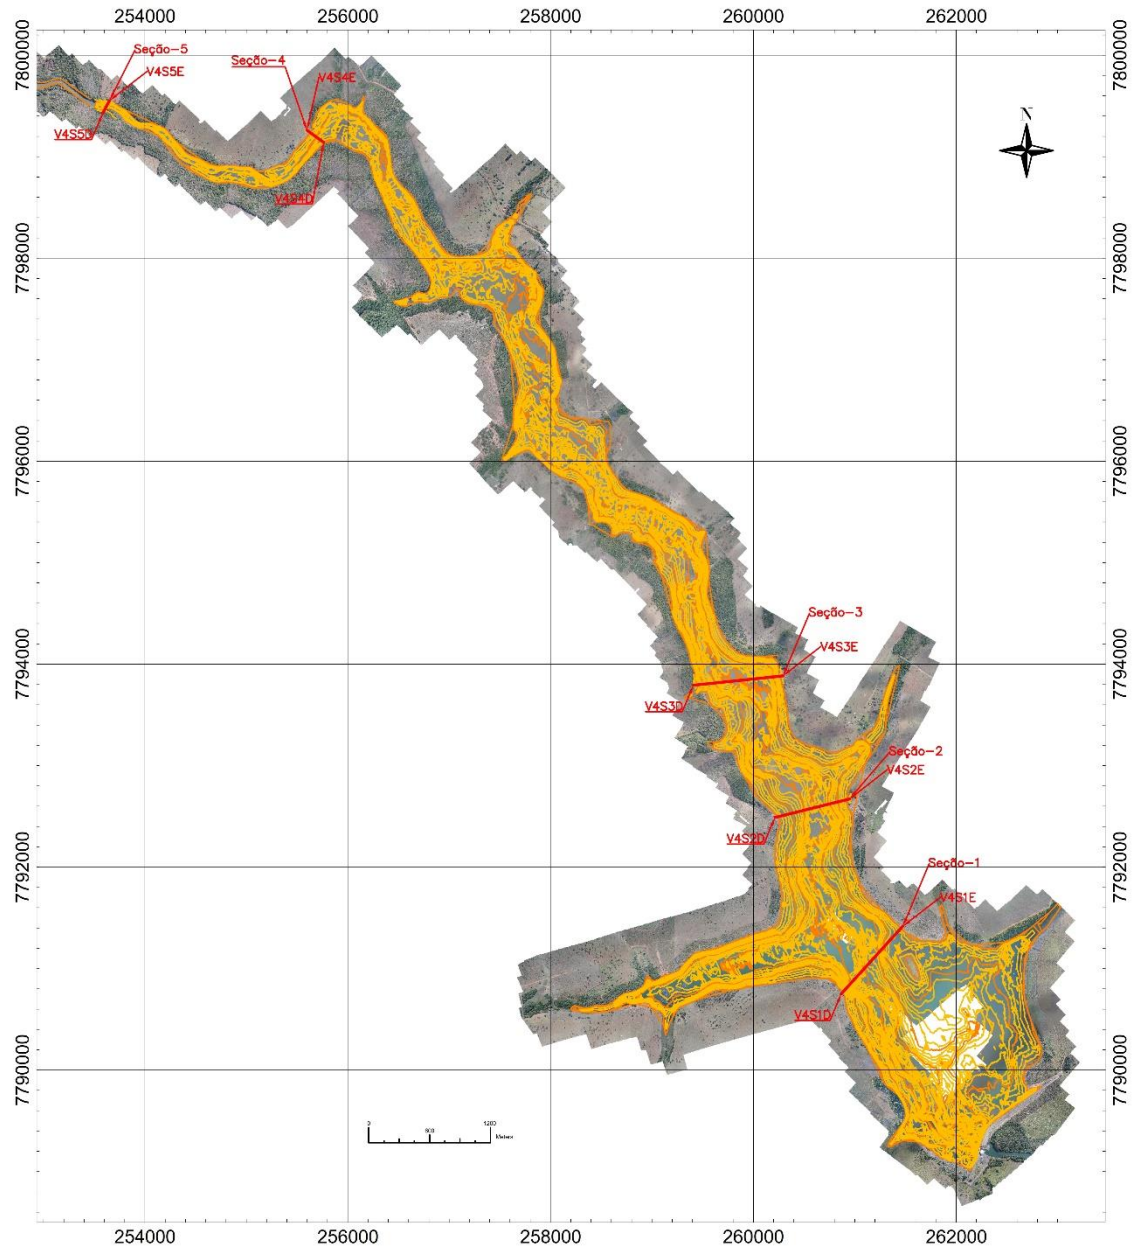 254000 256000 258000 260000 262000
7800000 7800000
Seção-5
V4S5E
Seção-4
V4S4E
V4S5D
V4S4D
N
7798000 7798000
7796000 7796000
7794000 7794000
Seção-3
V4S3E
V4S3D
Seção-2
V4S2E
V4S2D
7792000 7792000
Seção-1
V4S1E
V4S1D
7790000 7790000
0 600 1200
Meters
254000 256000 258000 260000 262000